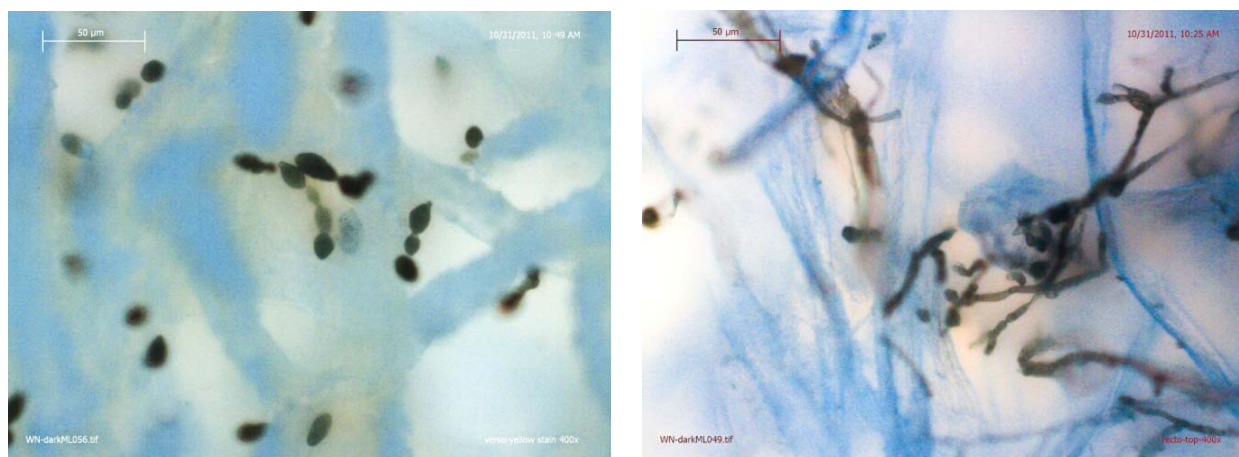 50 µm
10/31/2011, 10:49 AM
WN-darkML056.tif
verso-yellow stain 400x
50 µm
10/31/2011, 10:25 AM
WN-darkML049.tif
recto-top-400x